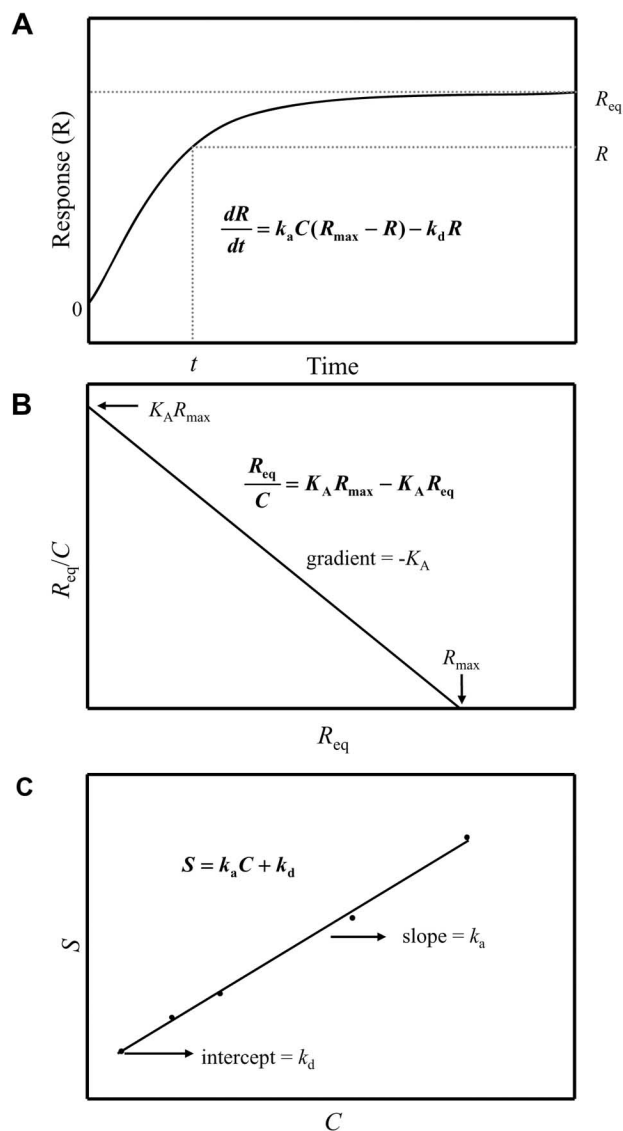 A
Response (R)
R_eq
R
dR/dt = k_a C(R_max − R) − k_d R
0
t
Time
B
K_A R_max
R_eq/C = K_A R_max − K_A R_eq
R_eq/C
gradient = -K_A
R_max
R_eq
C
S = k_a C + k_d
S
slope = k_a
intercept = k_d
C